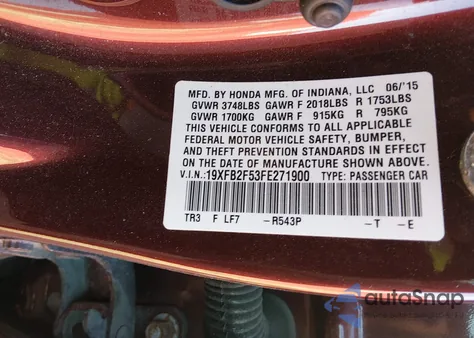 MFD. BY HONDA MFG. OF INDIANA, LLC 06/'15
GVWR 3748LBS GAWR F 2018LBS R 1753LBS
GVWR 1700KG GAWR F 915KG R 795KG
THIS VEHICLE CONFORMS TO ALL APPLICABLE
FEDERAL MOTOR VEHICLE SAFETY, BUMPER,
AND THEFT PREVENTION STANDARDS IN EFFECT
ON THE DATE OF MANUFACTURE SHOWN ABOVE.
V.I.N.: 19XFB2F53FE271900 TYPE: PASSENGER CAR
TR3 F LF7 -R543P -T -E
autoSnap